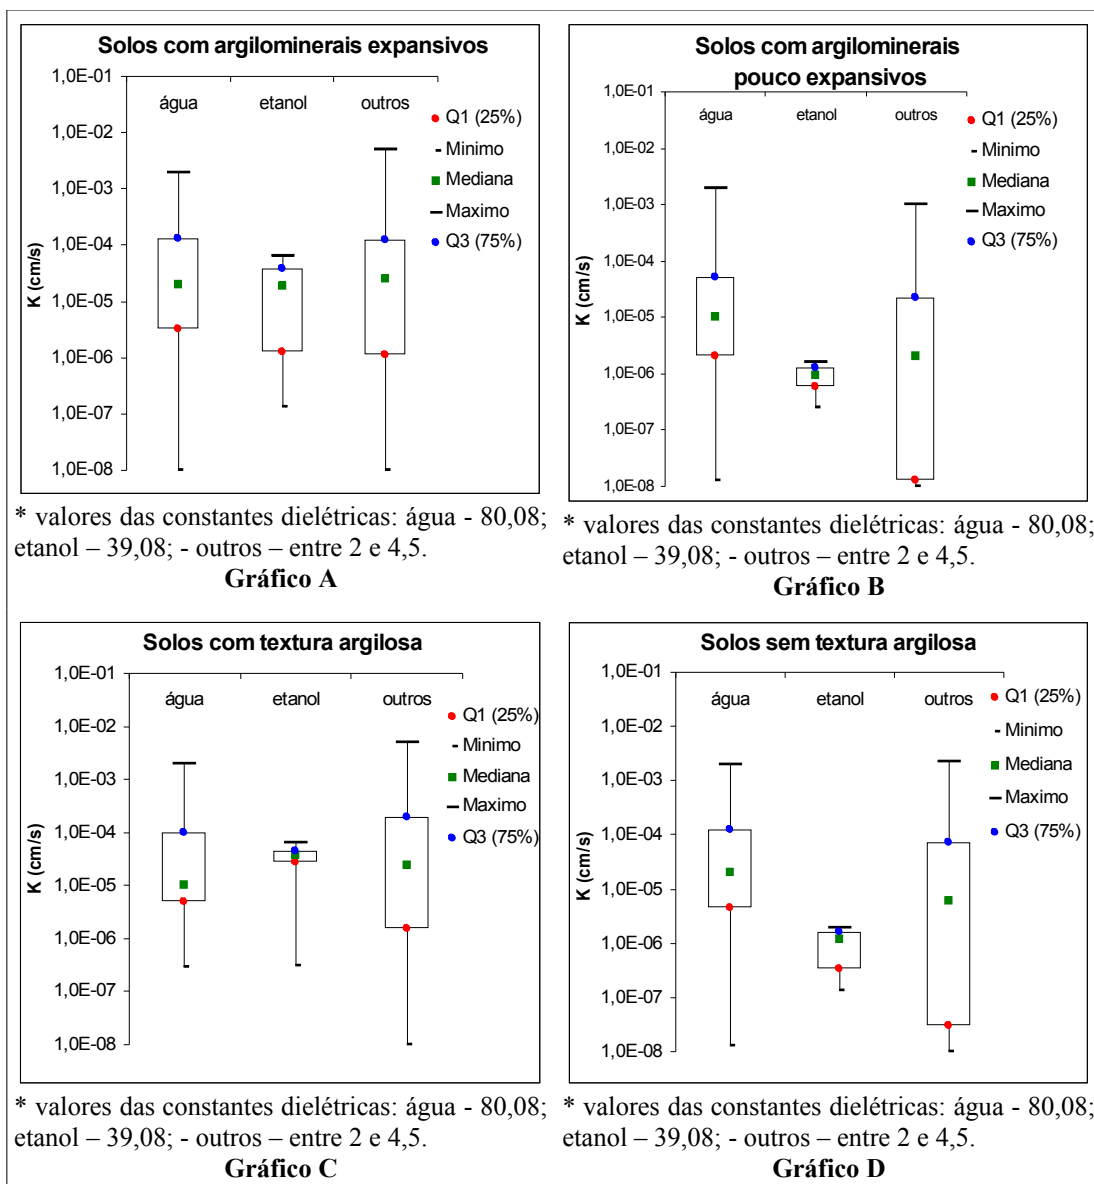 Solos com argilominerais expansivos
1,0E-01
1,0E-02
1,0E-03
1,0E-04
1,0E-05
1,0E-06
1,0E-07
1,0E-08
K (cm/s)
água
etanol
outros
Q1 (25%)
Minimo
Mediana
Maximo
Q3 (75%)
* valores das constantes dielétricas: água - 80,08;
etanol – 39,08; - outros – entre 2 e 4,5.
Gráfico A
Solos com argilominerais
pouco expansivos
1,0E-01
1,0E-02
1,0E-03
1,0E-04
1,0E-05
1,0E-06
1,0E-07
1,0E-08
K (cm/s)
água
etanol
outros
Q1 (25%)
Minimo
Mediana
Maximo
Q3 (75%)
* valores das constantes dielétricas: água - 80,08;
etanol – 39,08; - outros – entre 2 e 4,5.
Gráfico B
Solos com textura argilosa
1,0E-01
1,0E-02
1,0E-03
1,0E-04
1,0E-05
1,0E-06
1,0E-07
1,0E-08
K (cm/s)
água
etanol
outros
Q1 (25%)
Minimo
Mediana
Maximo
Q3 (75%)
* valores das constantes dielétricas: água - 80,08;
etanol – 39,08; - outros – entre 2 e 4,5.
Gráfico C
Solos sem textura argilosa
1,0E-01
1,0E-02
1,0E-03
1,0E-04
1,0E-05
1,0E-06
1,0E-07
1,0E-08
K (cm/s)
água
etanol
outros
Q1 (25%)
Minimo
Mediana
Maximo
Q3 (75%)
* valores das constantes dielétricas: água - 80,08;
etanol – 39,08; - outros – entre 2 e 4,5.
Gráfico D